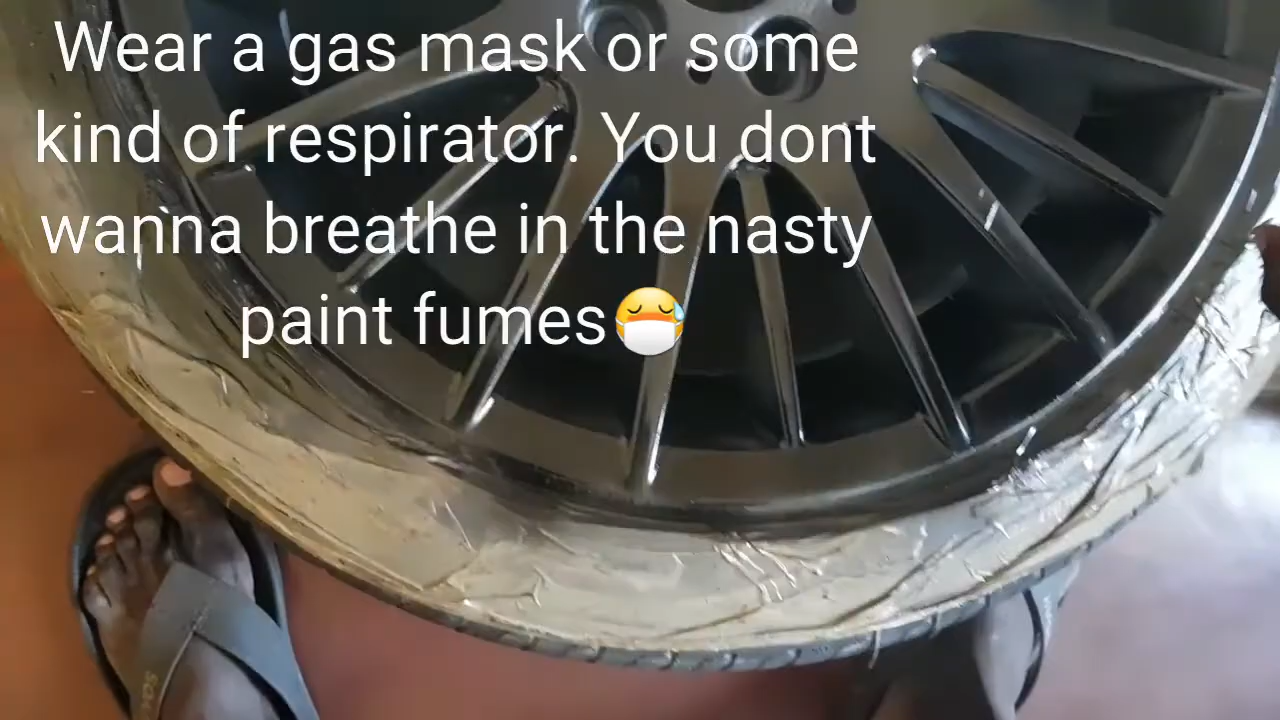 Wear a gas mask or some
kind of respirator. You dont
wanna breathe in the nasty
paint fumes😷